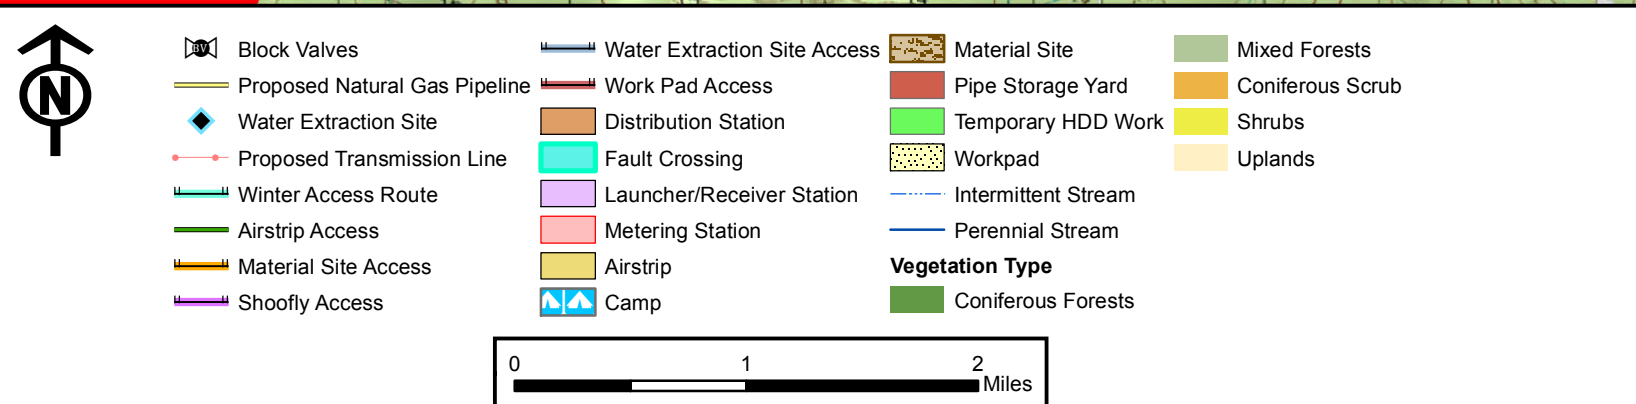 N
BV
Block Valves
Proposed Natural Gas Pipeline
Water Extraction Site
Proposed Transmission Line
Winter Access Route
Airstrip Access
Material Site Access
Shoofly Access
Water Extraction Site Access
Work Pad Access
Distribution Station
Fault Crossing
Launcher/Receiver Station
Metering Station
Airstrip
Camp
Material Site
Pipe Storage Yard
Temporary HDD Work
Workpad
Intermittent Stream
Perennial Stream
Vegetation Type
Coniferous Forests
Mixed Forests
Coniferous Scrub
Shrubs
Uplands
0 1 2
Miles